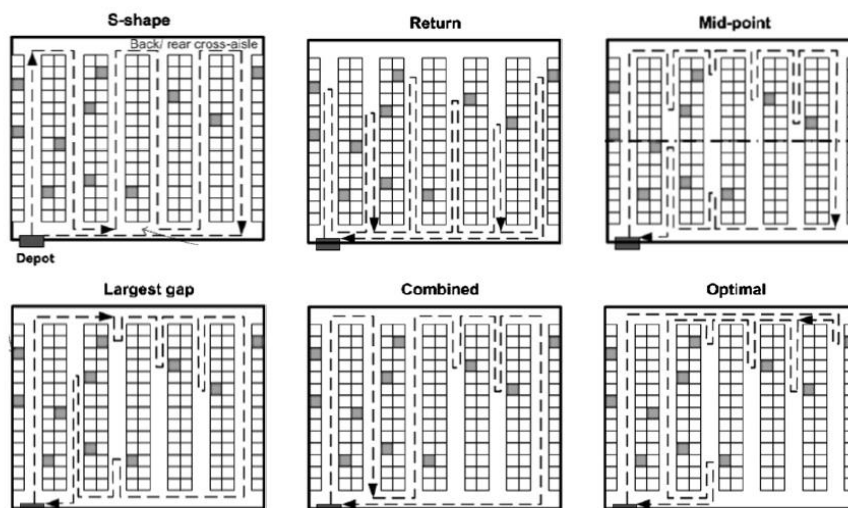 S-shape
Return
Mid-point
Back/ rear cross-aisle
Depot
Largest gap
Combined
Optimal